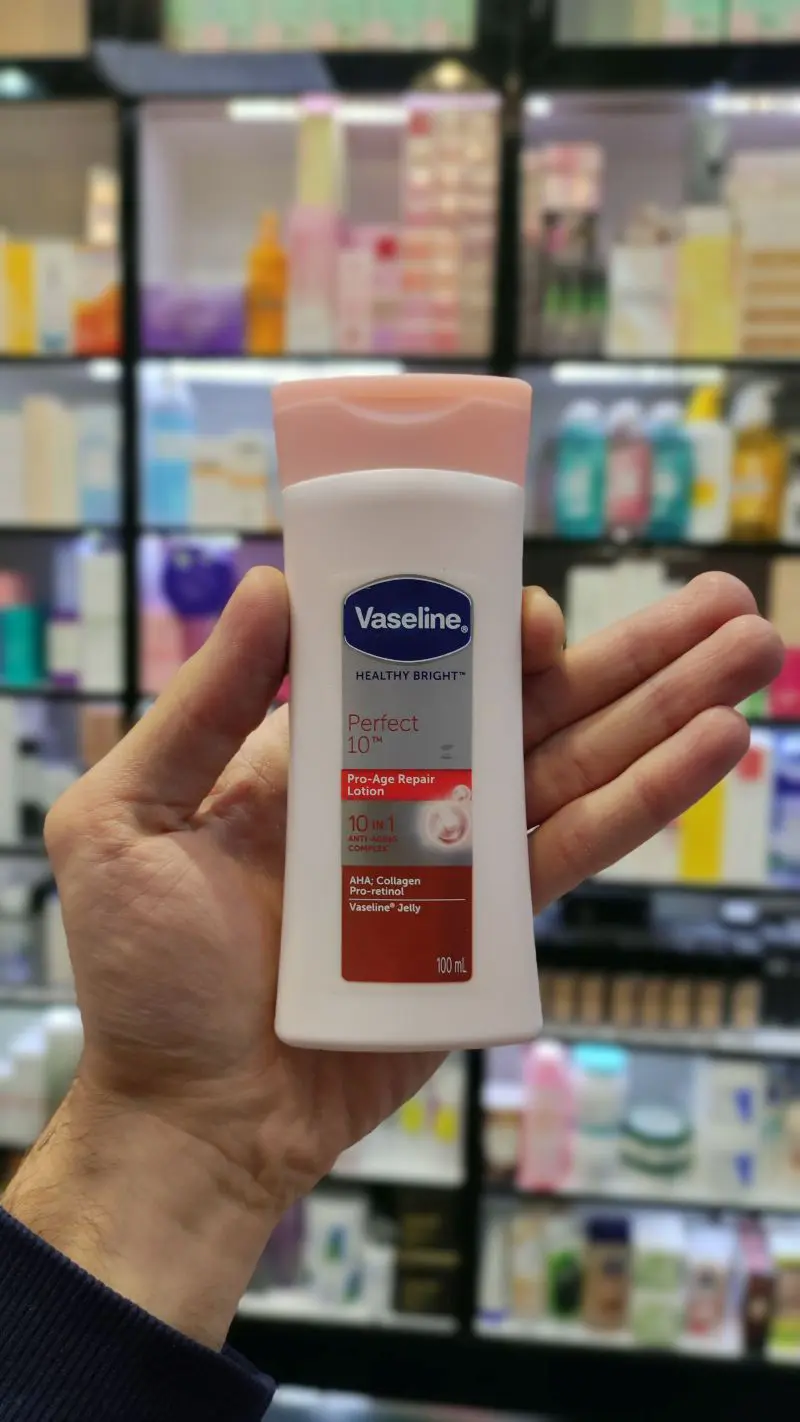 Vaseline®
HEALTHY BRIGHT™
Perfect
10™
Pro-Age Repair
Lotion
10 IN 1
ANTI-AGING
COMPLEX
AHA; Collagen
Pro-retinol
Vaseline® Jelly
100 mL